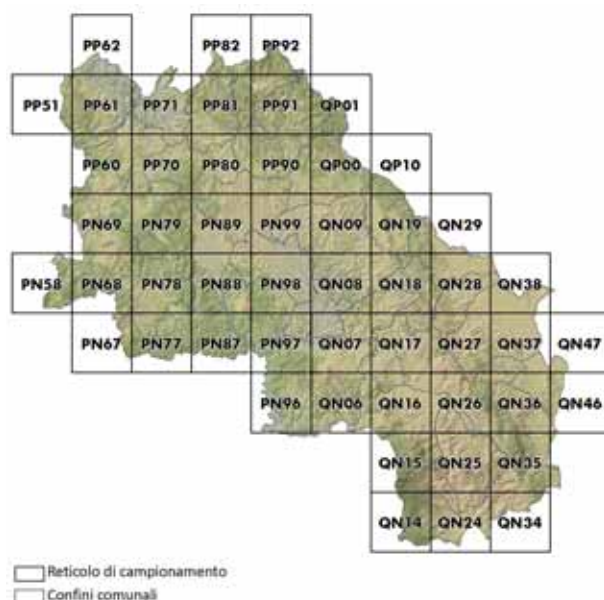 PP62 PP82 PP92
PP51 PP61 PP71 PP81 PP91 QP01
PP60 PP70 PP80 PP90 QP00 QP10
PN69 PN79 PN89 PN99 QN09 QN19 QN29
PN58 PN68 PN78 PN88 PN98 QN08 QN18 QN28 QN38
PN67 PN77 PN87 PN97 QN07 QN17 QN27 QN37 QN47
PN96 QN06 QN16 QN26 QN36 QN46
QN15 QN25 QN35
QN14 QN24 QN34
Reticolo di campionamento
Confini comunali